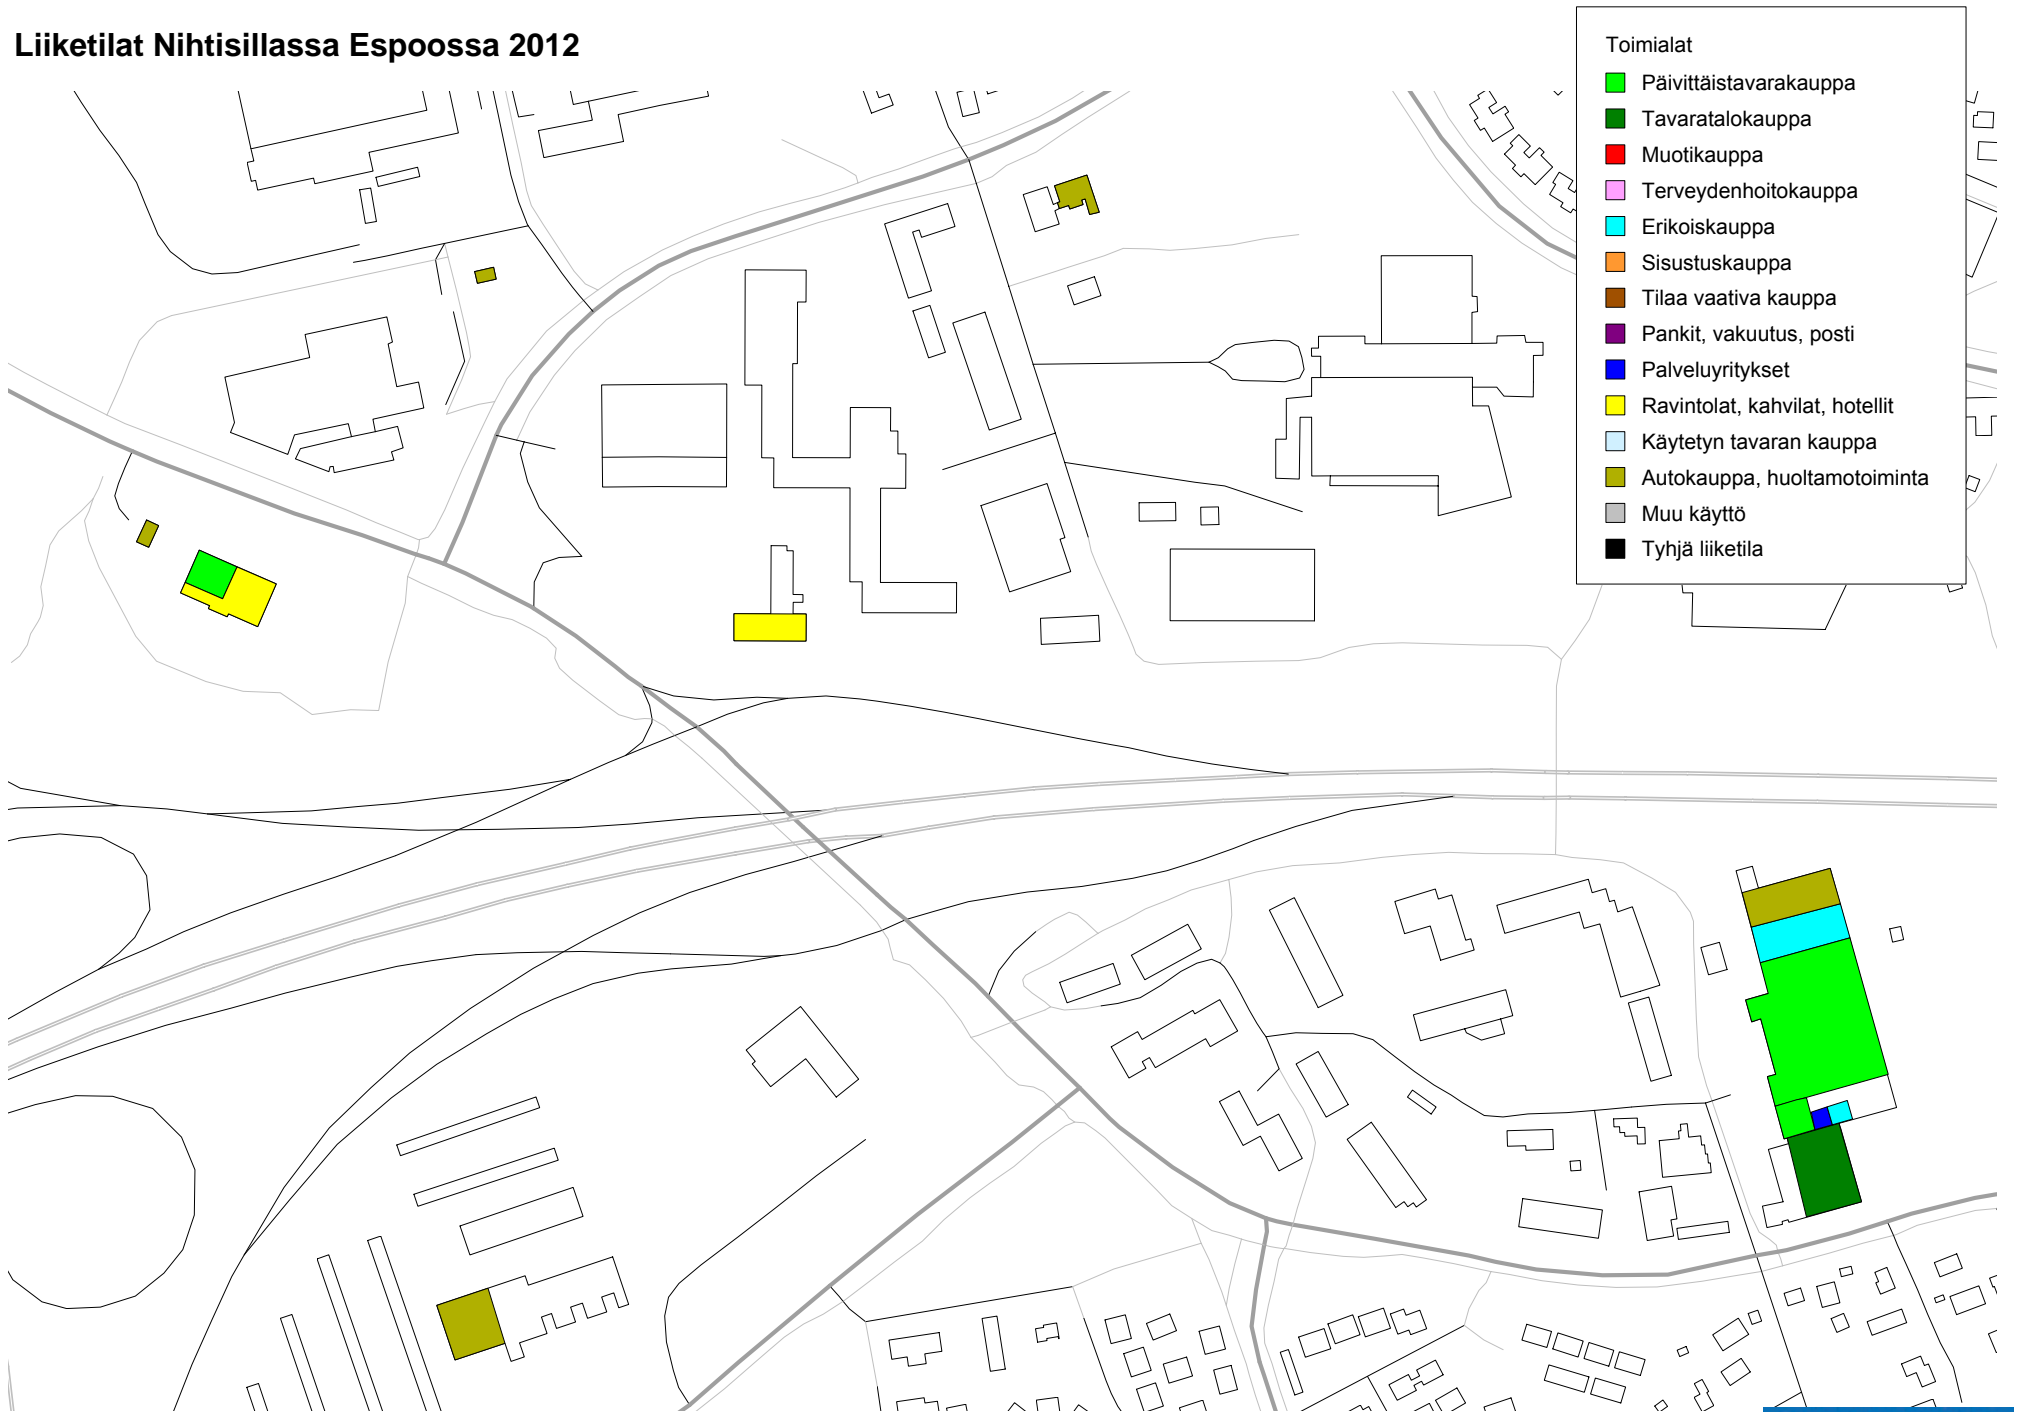 Liiketilat Nihtisillassa Espoossa 2012
Toimialat
Päivittäistavarakauppa
Tavaratalokauppa
Muotikauppa
Terveydenhoitokauppa
Erikoiskauppa
Sisustuskauppa
Tilaa vaativa kauppa
Pankit, vakuutus, posti
Palveluyritykset
Ravintolat, kahvilat, hotellit
Käytetyn tavaran kauppa
Autokauppa, huoltamotoiminta
Muu käyttö
Tyhjä liiketila